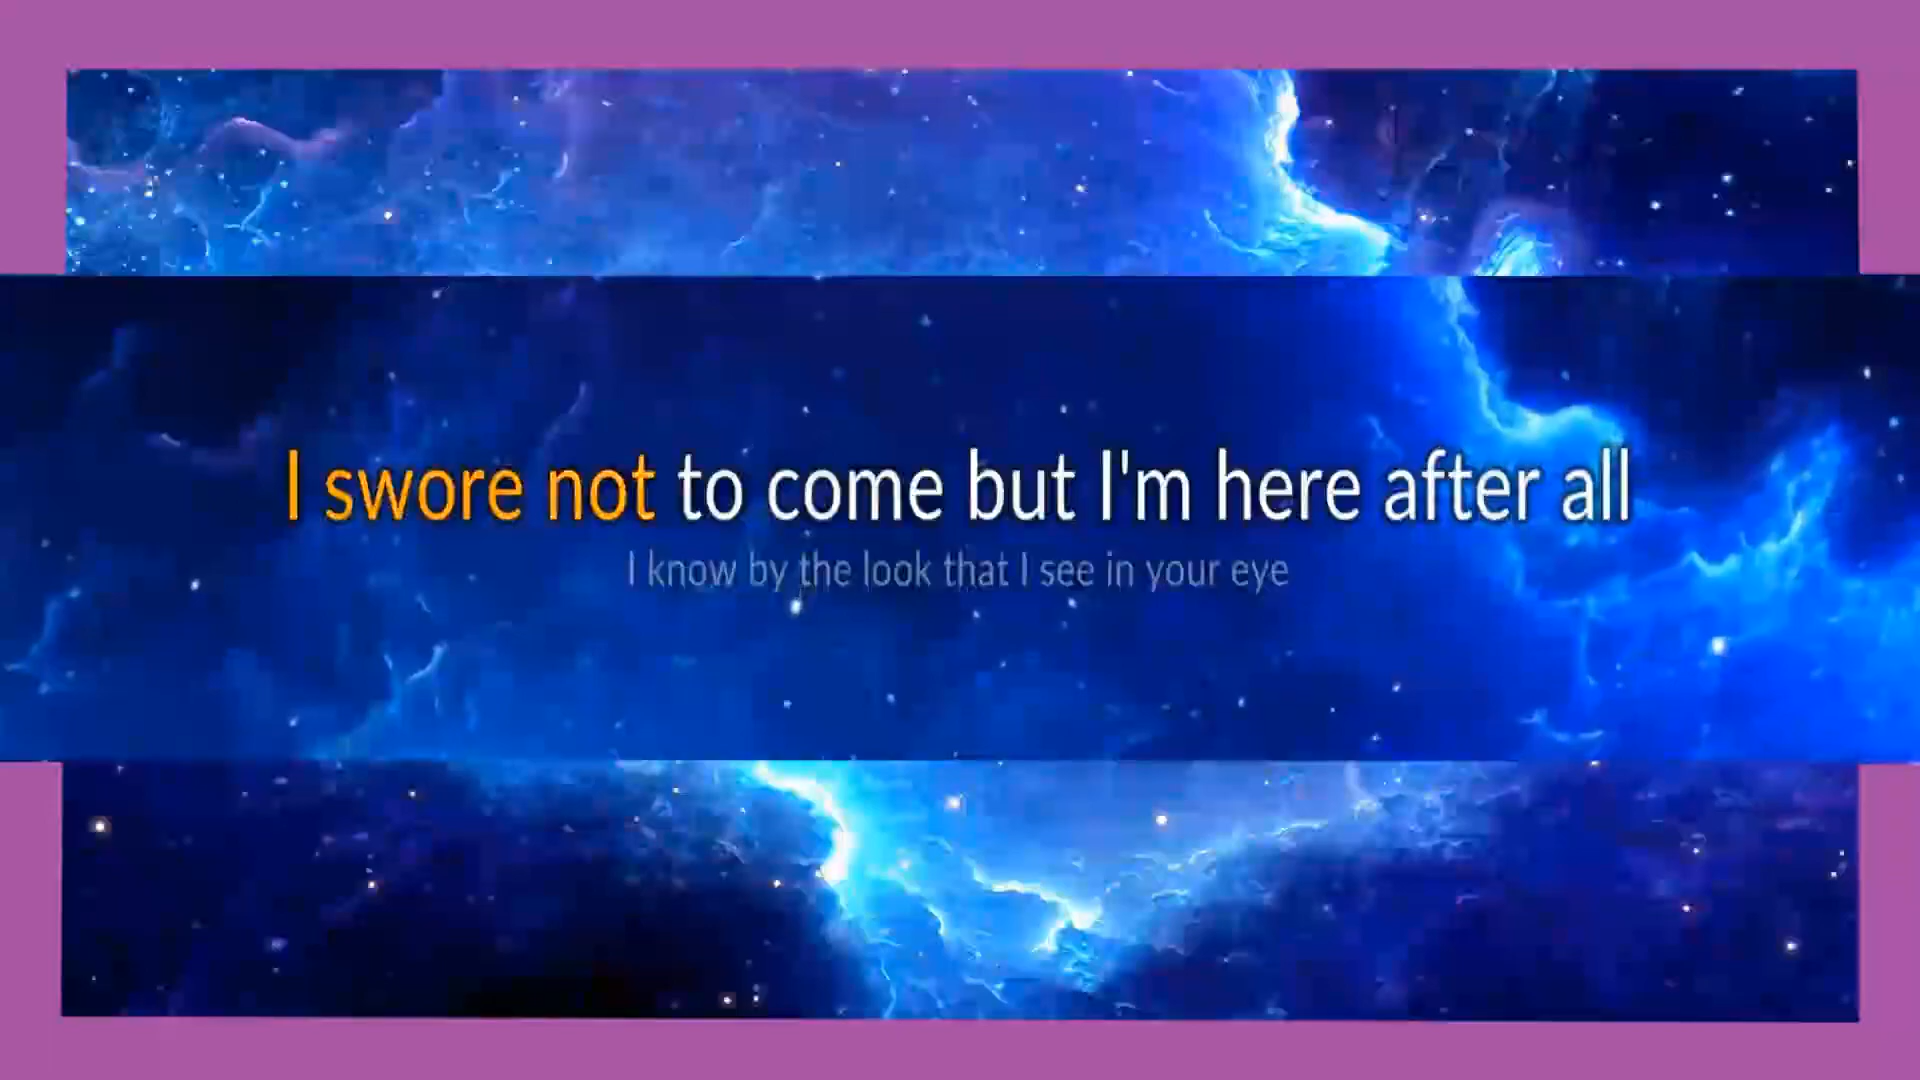 I swore not to come but I'm here after all
I know by the look that I see in your eye